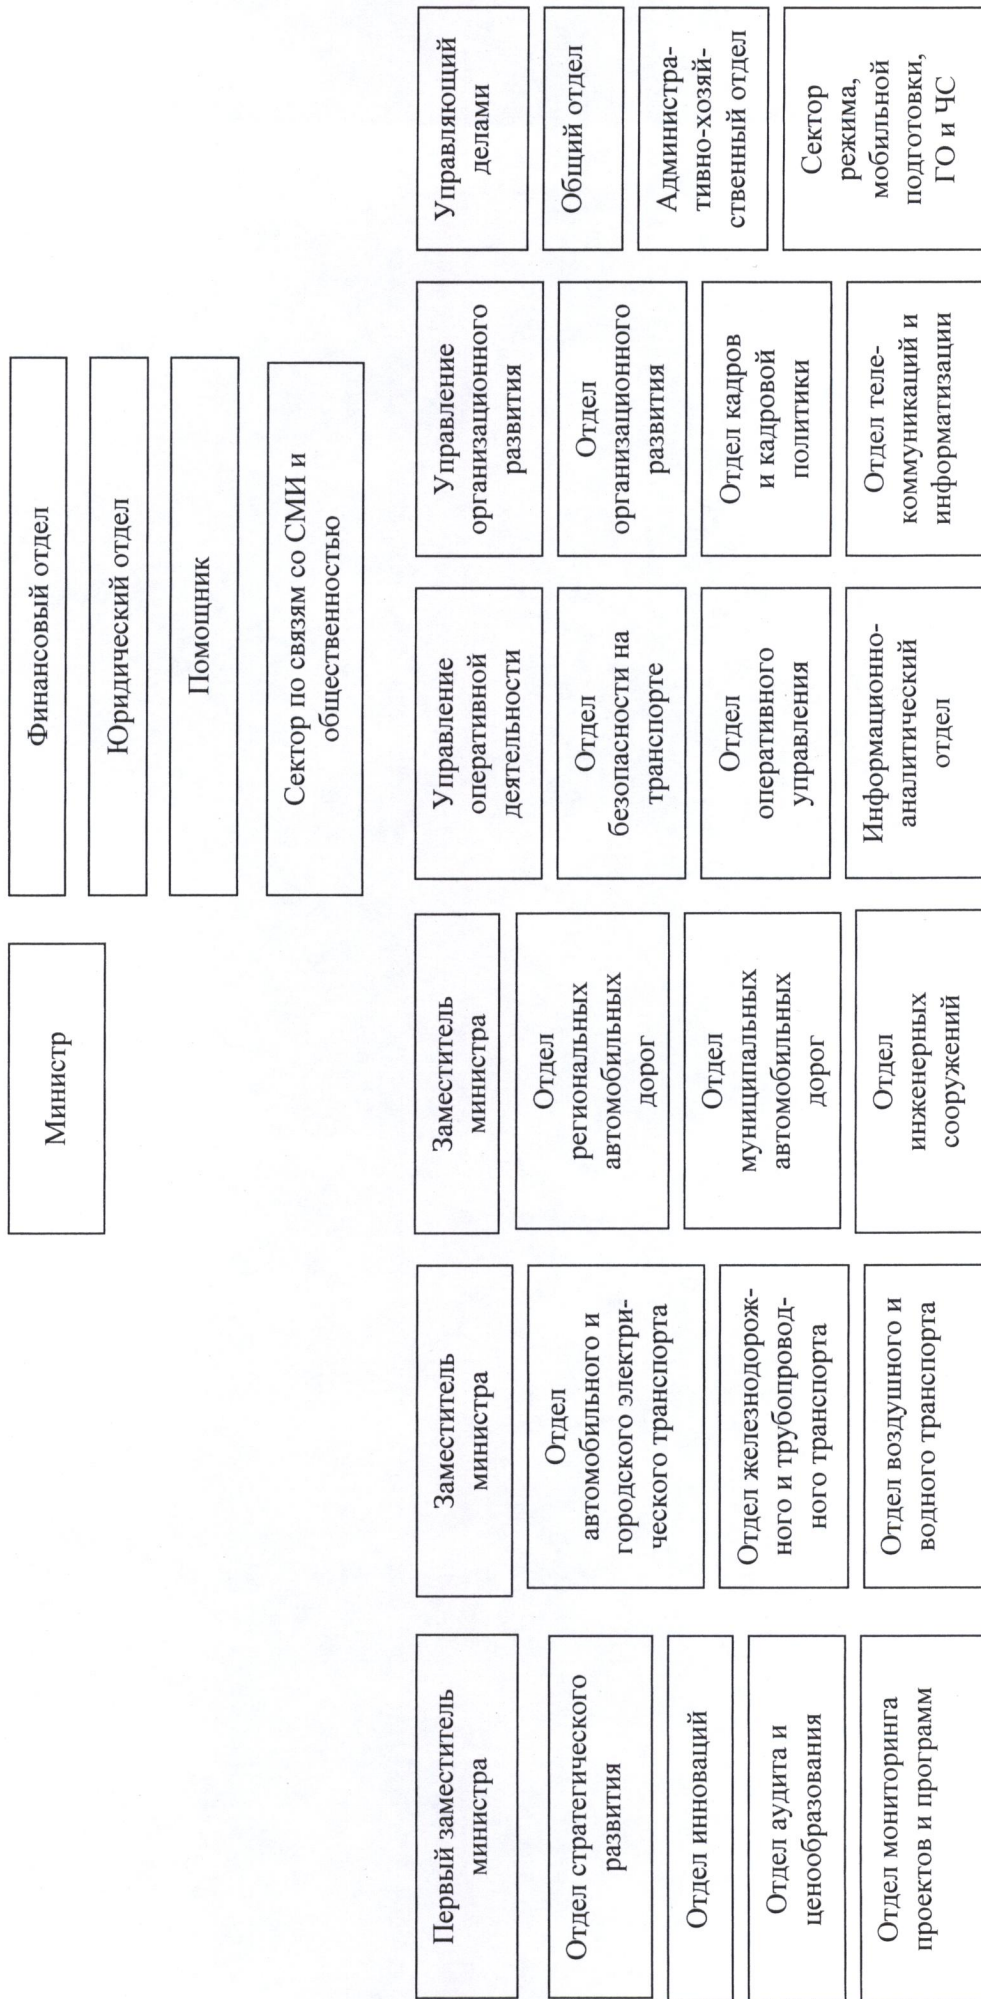 Министр
Финансовый отдел
Юридический отдел
Помощник
Сектор по связям со СМИ и
общественностью
Первый заместитель
министра
Отдел стратегического
развития
Отдел инноваций
Отдел аудита и
ценообразования
Отдел мониторинга
проектов и программ
Заместитель
министра
Отдел
автомобильного и
городского электри-
ческого транспорта
Отдел железнодорож-
ного и трубопровод-
ного транспорта
Отдел воздушного и
водного транспорта
Заместитель
министра
Отдел
региональных
автомобильных
дорог
Отдел
муниципальных
автомобильных
дорог
Отдел
инженерных
сооружений
Управление
оперативной
деятельности
Отдел
безопасности на
транспорте
Отдел
оперативного
управления
Информационно-
аналитический
отдел
Управление
организационного
развития
Отдел
организационного
развития
Отдел кадров
и кадровой
политики
Отдел теле-
коммуникаций и
информатизации
Управляющий
делами
Общий отдел
Администра-
тивно-хозяй-
ственный отдел
Сектор
режима,
мобильной
подготовки,
ГО и ЧС